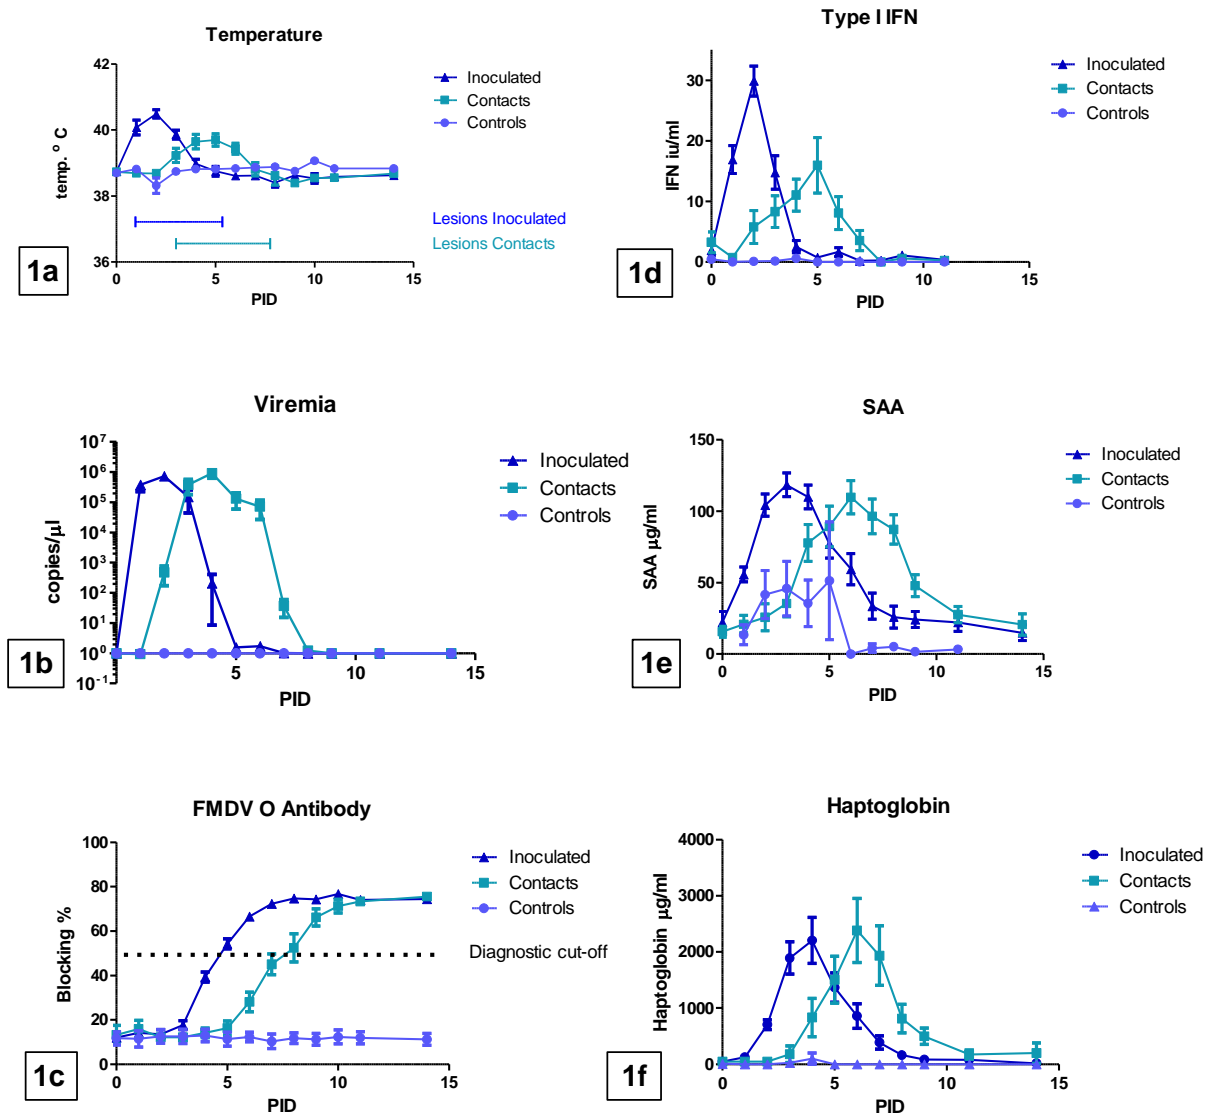 Temperature
42
40
38
36
temp. ° C
0
5
10
15
PID
Inoculated
Contacts
Controls
Lesions Inoculated
Lesions Contacts
1a
Type I IFN
30
20
10
0
IFN iu/ml
0
5
10
15
PID
Inoculated
Contacts
Controls
1d
Viremia
10⁷
10⁶
10⁵
10⁴
10³
10²
10¹
10⁰
10⁻¹
copies/µl
5
10
15
PID
Inoculated
Contacts
Controls
1b
SAA
150
100
50
0
SAA µg/ml
0
5
10
15
PID
Inoculated
Contacts
Controls
1e
FMDV O Antibody
100
80
60
40
20
0
Blocking %
0
5
10
15
PID
Inoculated
Contacts
Controls
Diagnostic cut-off
1c
Haptoglobin
4000
3000
2000
1000
0
Haptoglobin µg/ml
0
5
10
15
PID
Inoculated
Contacts
Controls
1f